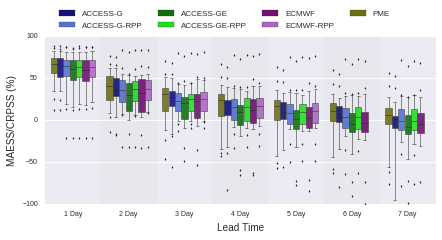 ACCESS-G ACCESS-GE ECMWF PME
ACCESS-G-RPP ACCESS-GE-RPP ECMWF-RPP
MAESS/CRPSS (%)
100
50
0
−50
−100
1 Day 2 Day 3 Day 4 Day 5 Day 6 Day 7 Day
Lead Time